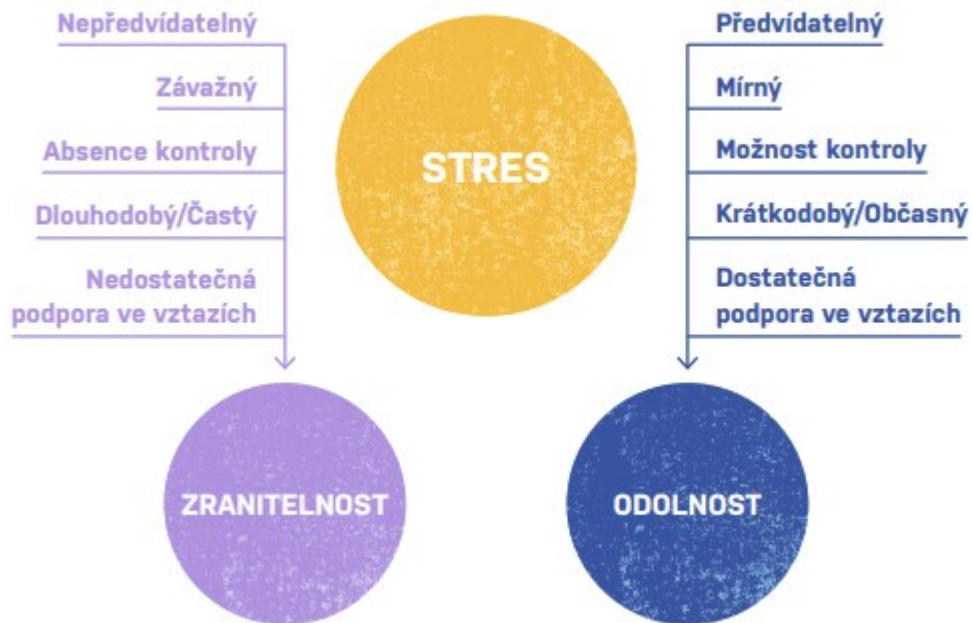 Nepředvídatelný
Závažný
Absence kontroly
Dlouhodobý/Častý
Nedostatečná
podpora ve vztazích
STRES
Předvídatelný
Mírný
Možnost kontroly
Krátkodobý/Občasný
Dostatečná
podpora ve vztazích
ZRANITELNOST
ODOLNOST